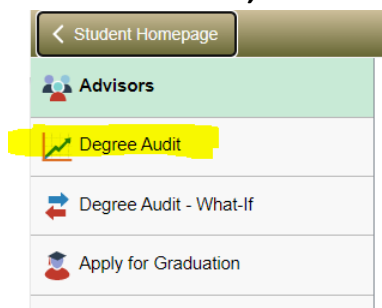 Student Homepage
Advisors
Degree Audit
Degree Audit - What-If
Apply for Graduation